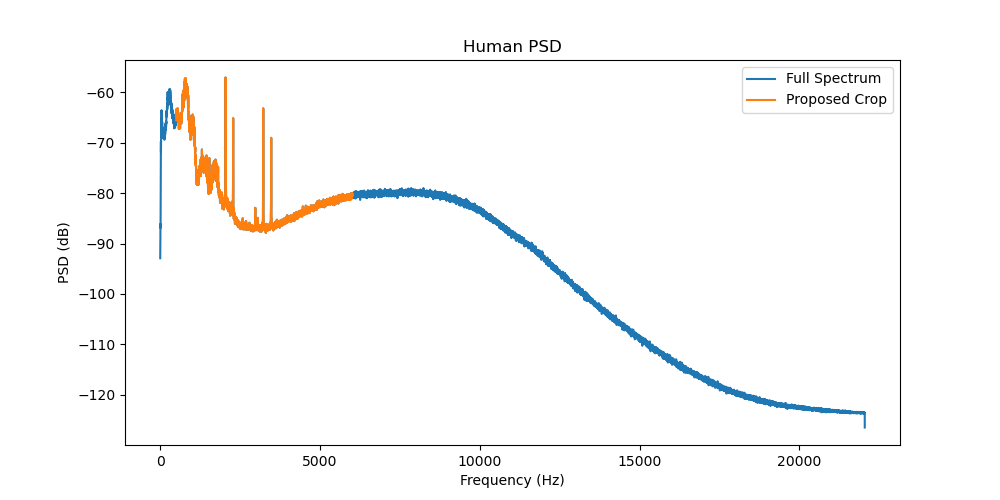 Human PSD
Full Spectrum
Proposed Crop
PSD (dB)
−60
−70
−80
−90
−100
−110
−120
0 5000 10000 15000 20000
Frequency (Hz)